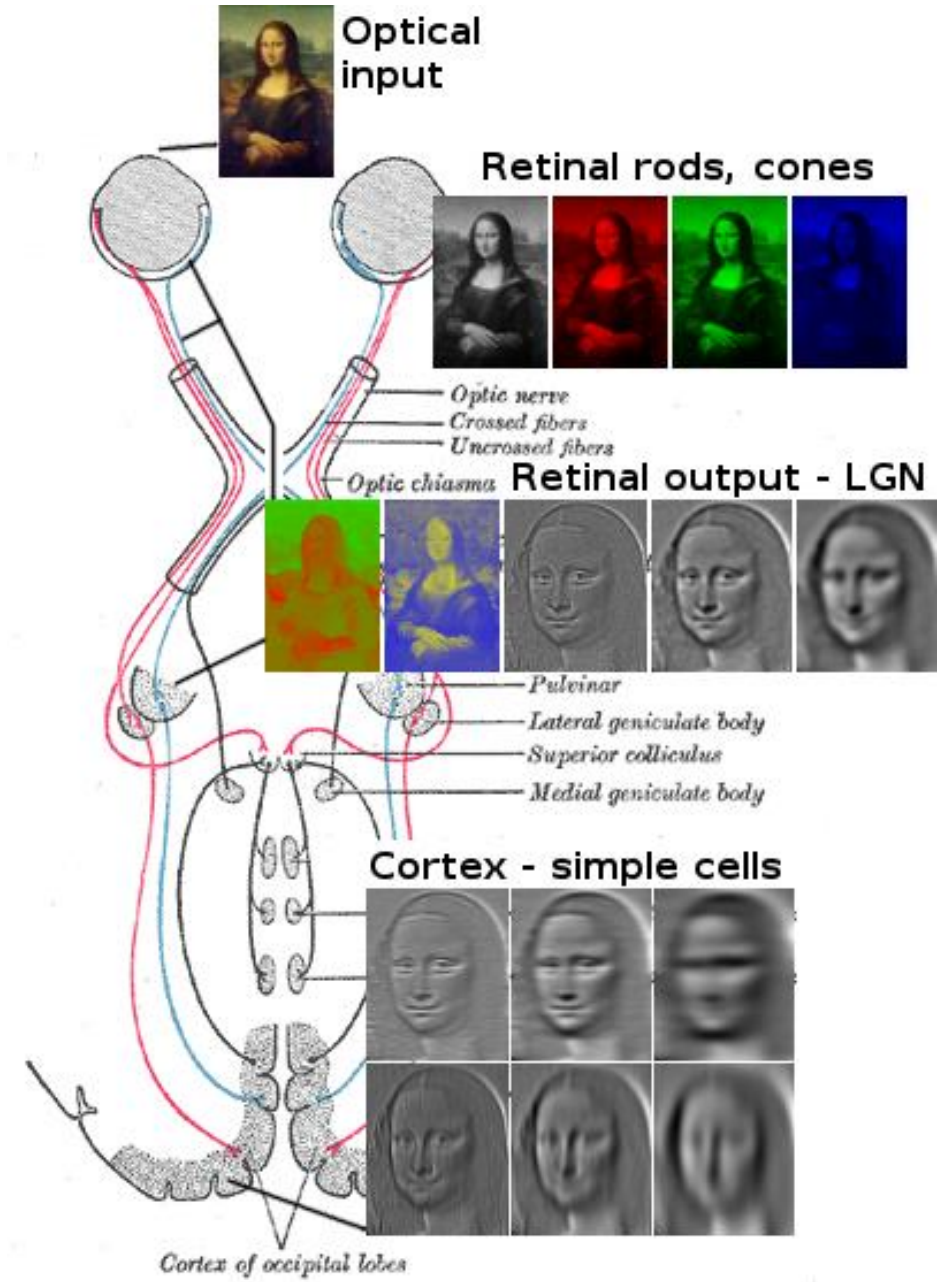 Optical
input
Retinal rods, cones
Optic nerve
Crossed fibers
Uncrossed fibers
Optic chiasma
Retinal output - LGN
Pulvinar
Lateral geniculate body
Superior colliculus
Medial geniculate body
Cortex - simple cells
Cortex of occipital lobes